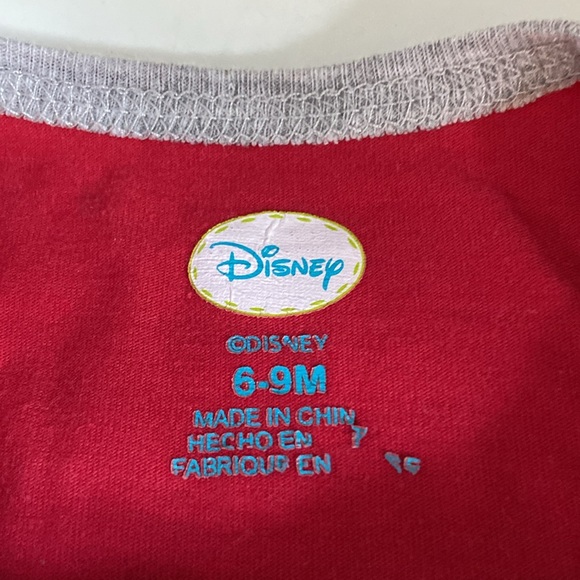 Disney
©DISNEY
6-9M
MADE IN CHIN
HECHO EN
FABRIQUE EN